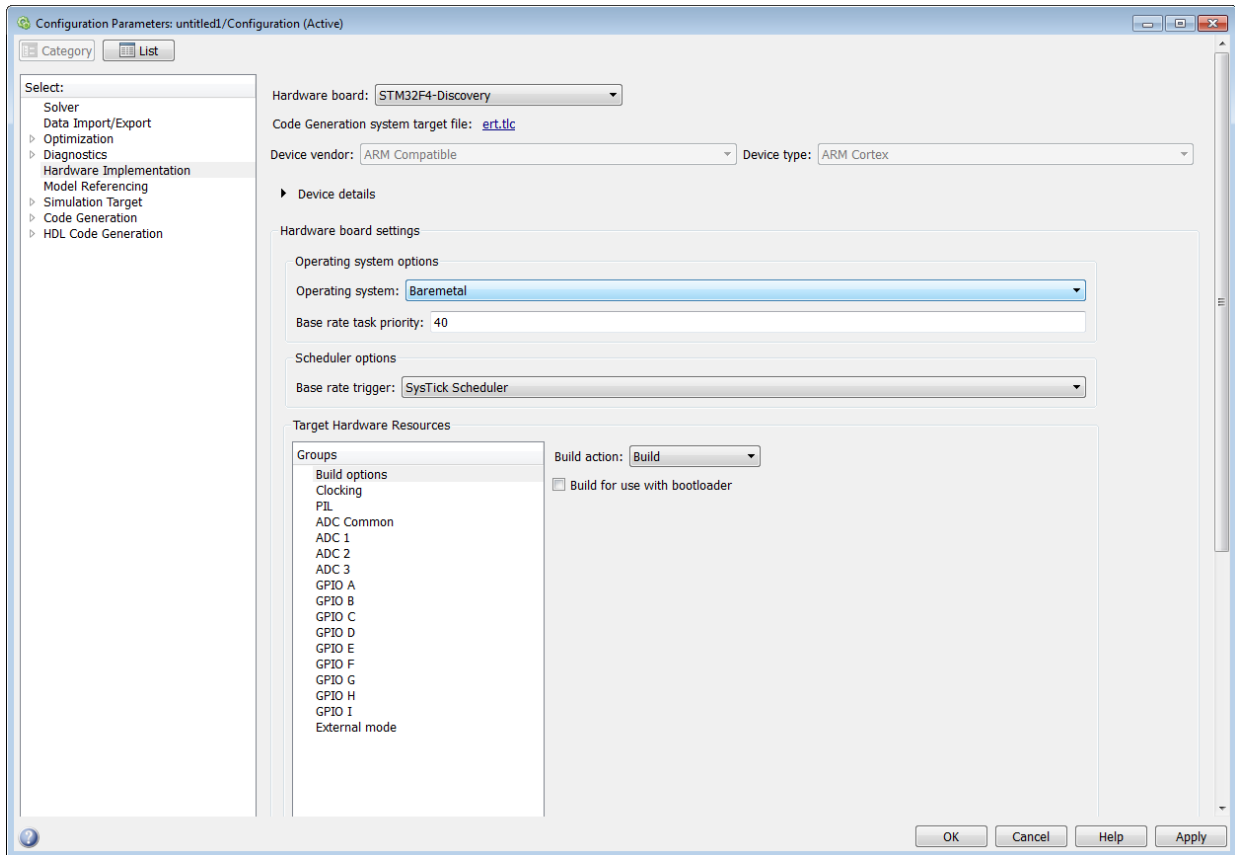 Configuration Parameters: untitled1/Configuration (Active)
Category
List
Select:
Solver
Data Import/Export
Optimization
Diagnostics
Hardware Implementation
Model Referencing
Simulation Target
Code Generation
HDL Code Generation
Hardware board: STM32F4-Discovery
Code Generation system target file: ert.tlc
Device vendor: ARM Compatible Device type: ARM Cortex
Device details
Hardware board settings
Operating system options
Operating system: Baremetal
Base rate task priority: 40
Scheduler options
Base rate trigger: SysTick Scheduler
Target Hardware Resources
Groups
Build options
Clocking
PIL
ADC Common
ADC 1
ADC 2
ADC 3
GPIO A
GPIO B
GPIO C
GPIO D
GPIO E
GPIO F
GPIO G
GPIO H
GPIO I
External mode
Build action: Build
Build for use with bootloader
OK Cancel Help Apply